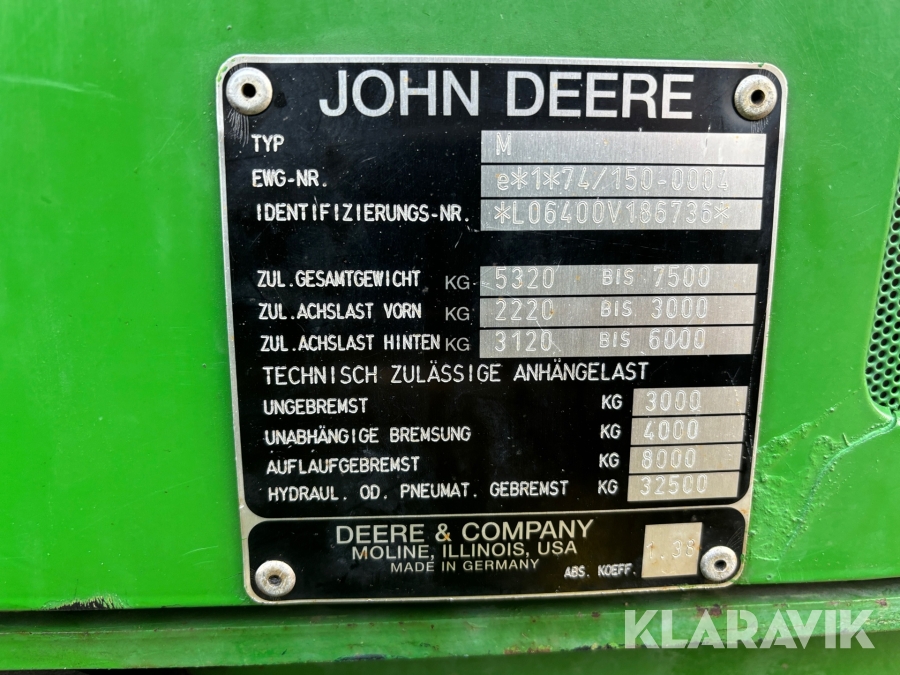 JOHN DEERE
TYP M
EWG-NR. e*1*74/150-0004
IDENTIFIZIERUNGS-NR. *L06400V186736*
ZUL.GESAMTGEWICHT KG 5320 BIS 7500
ZUL.ACHSLAST VORN KG 2220 BIS 3000
ZUL.ACHSLAST HINTEN KG 3120 BIS 6000
TECHNISCH ZULÄSSIGE ANHÄNGELAST
UNGEBREMST KG 3000
UNABHÄNGIGE BREMSUNG KG 4000
AUFLAUFGEBREMST KG 8000
HYDRAUL. OD. PNEUMAT. GEBREMST KG 32500
DEERE & COMPANY
MOLINE, ILLINOIS, USA
MADE IN GERMANY
ABS. KOEFF. 1.38
KLARAVIK